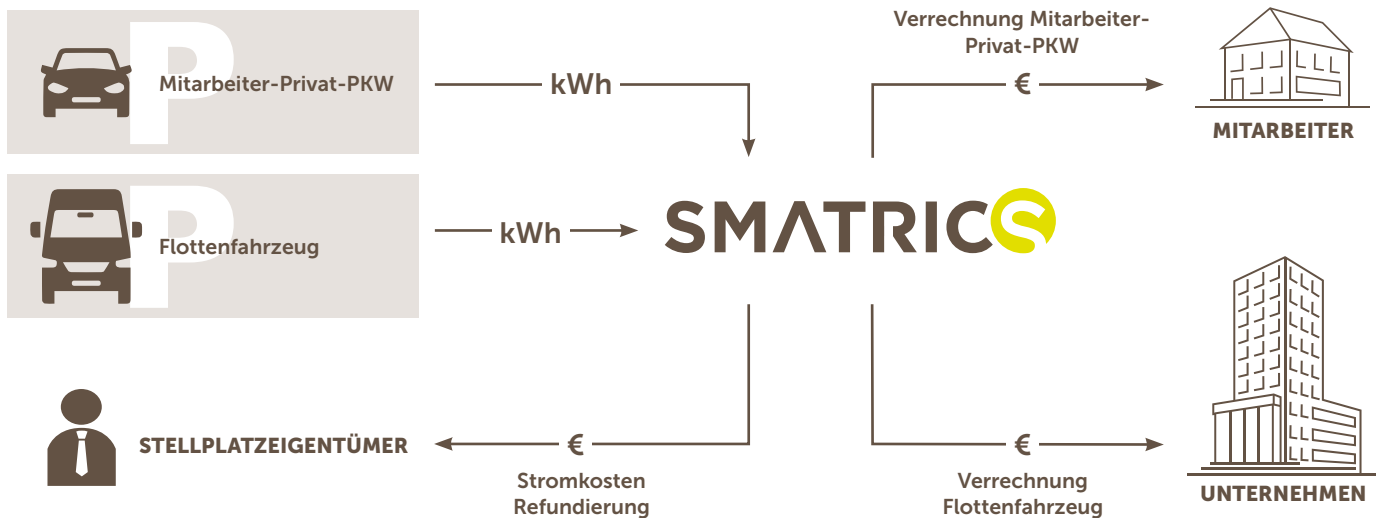 P
Mitarbeiter-Privat-PKW
kWh
Verrechnung Mitarbeiter-
Privat-PKW
€
MITARBEITER
P
Flottenfahrzeug
kWh
SMATRICS
STELLPLATZEIGENTÜMER
€
Stromkosten
Refundierung
€
Verrechnung
Flottenfahrzeug
UNTERNEHMEN